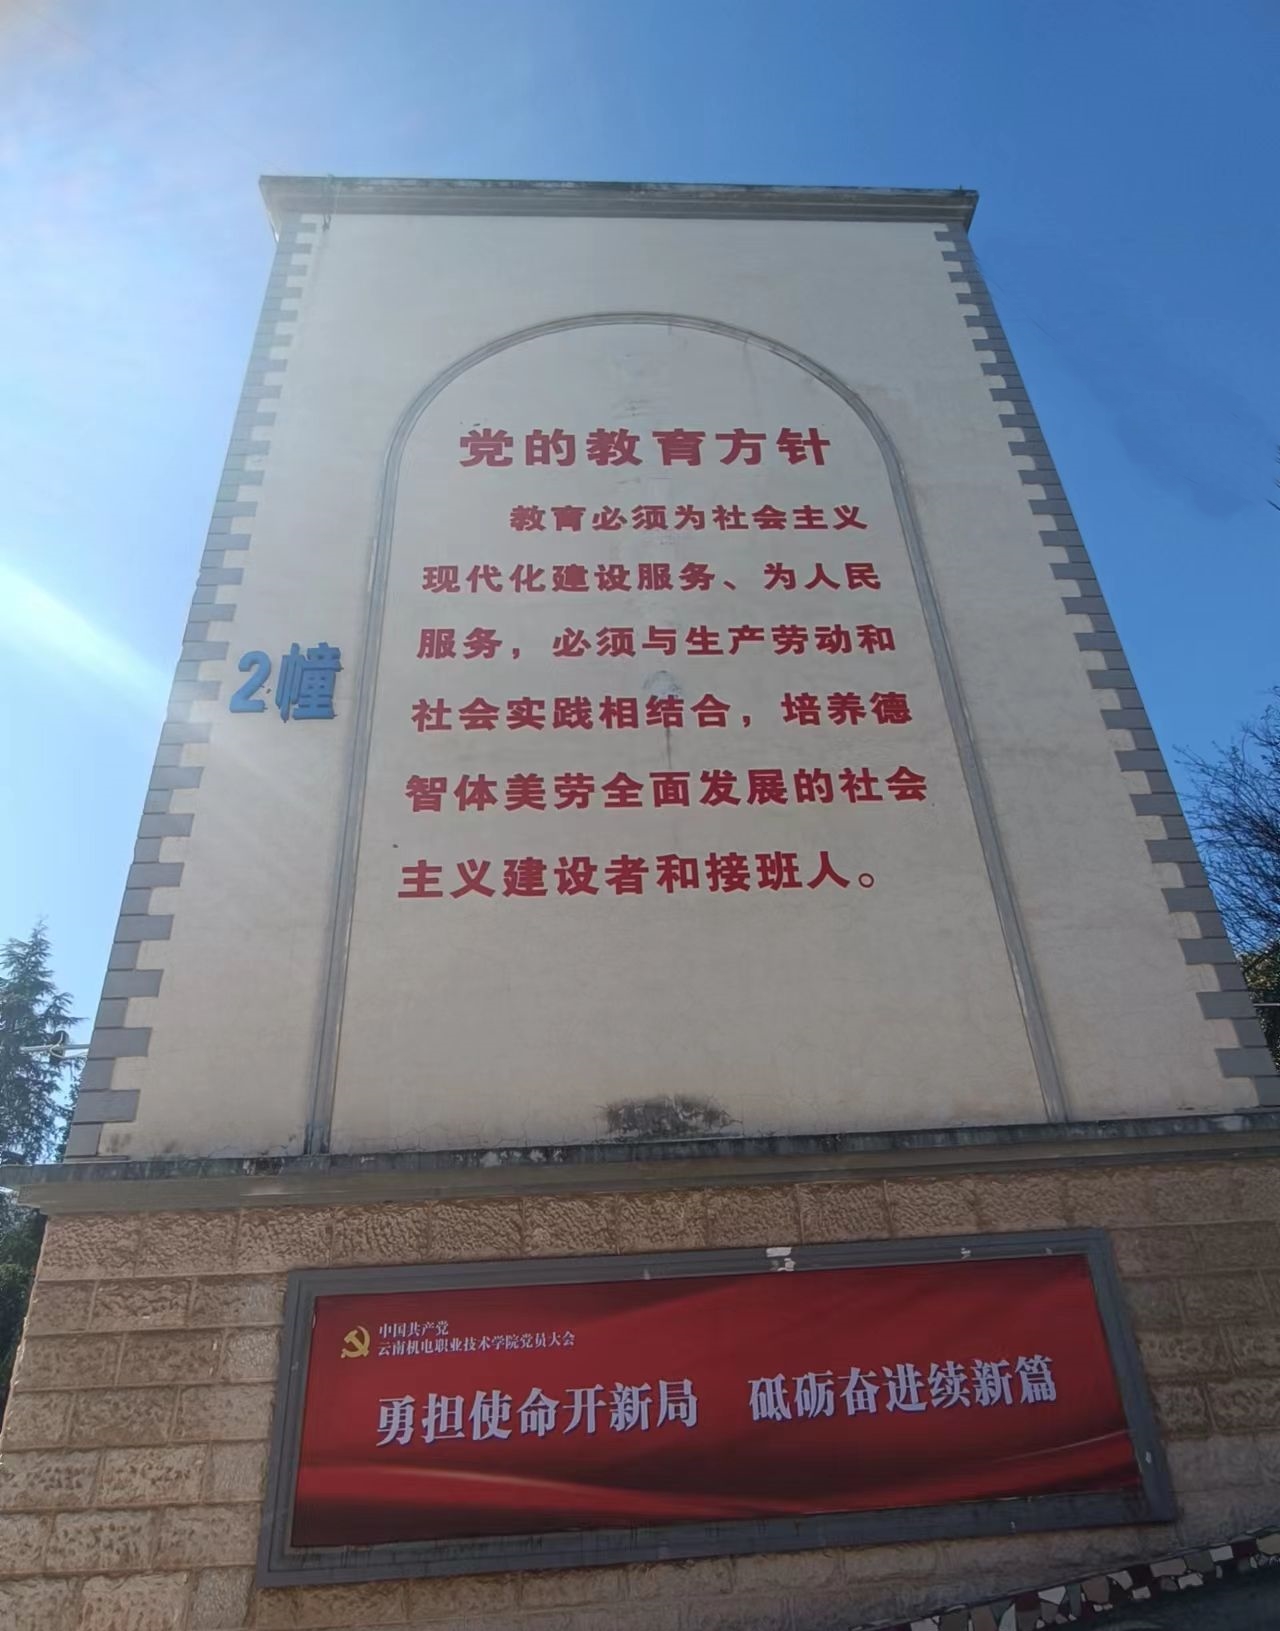 党的教育方针
教育必须为社会主义
现代化建设服务、为人民
服务，必须与生产劳动和
社会实践相结合，培养德
智体美劳全面发展的社会
主义建设者和接班人。
2幢
中国共产党
云南机电职业技术学院党员大会
勇担使命开新局　砥砺奋进续新篇